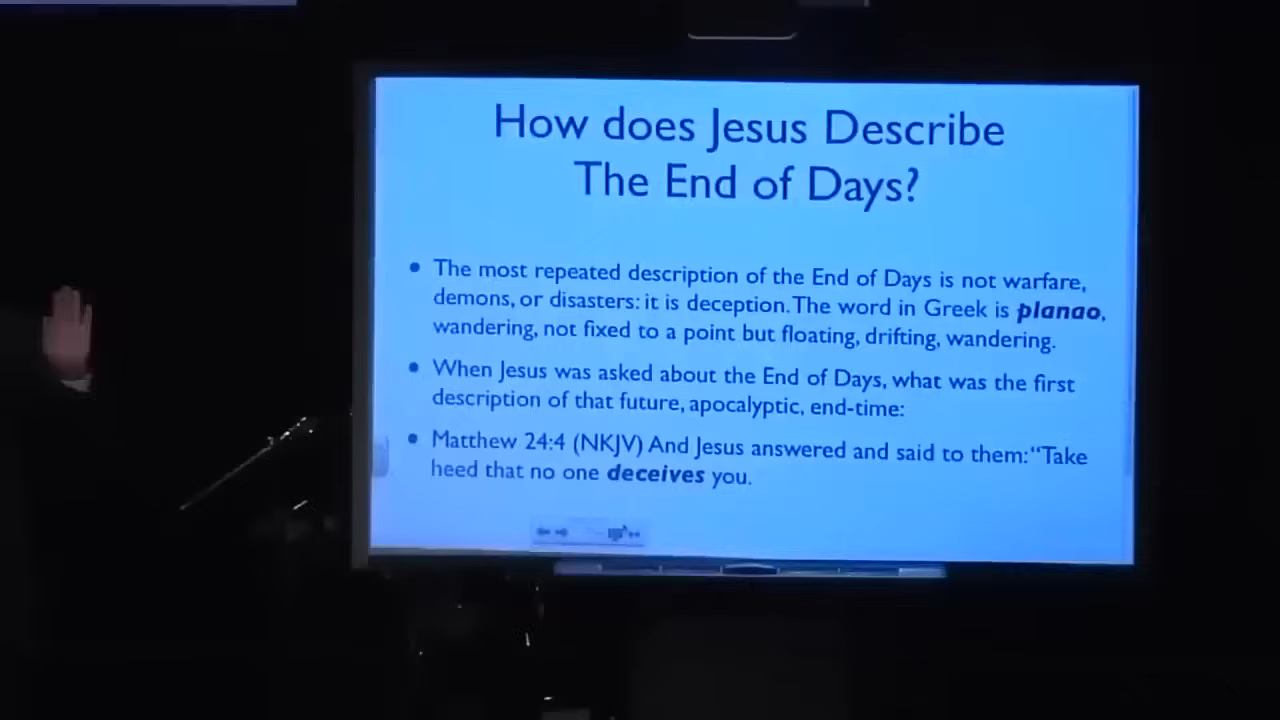 How does Jesus Describe
The End of Days?
• The most repeated description of the End of Days is not warfare,
demons, or disasters: it is deception. The word in Greek is planao,
wandering, not fixed to a point but floating, drifting, wandering.
• When Jesus was asked about the End of Days, what was the first
description of that future, apocalyptic, end-time:
• Matthew 24:4 (NKJV) And Jesus answered and said to them: “Take
heed that no one deceives you.